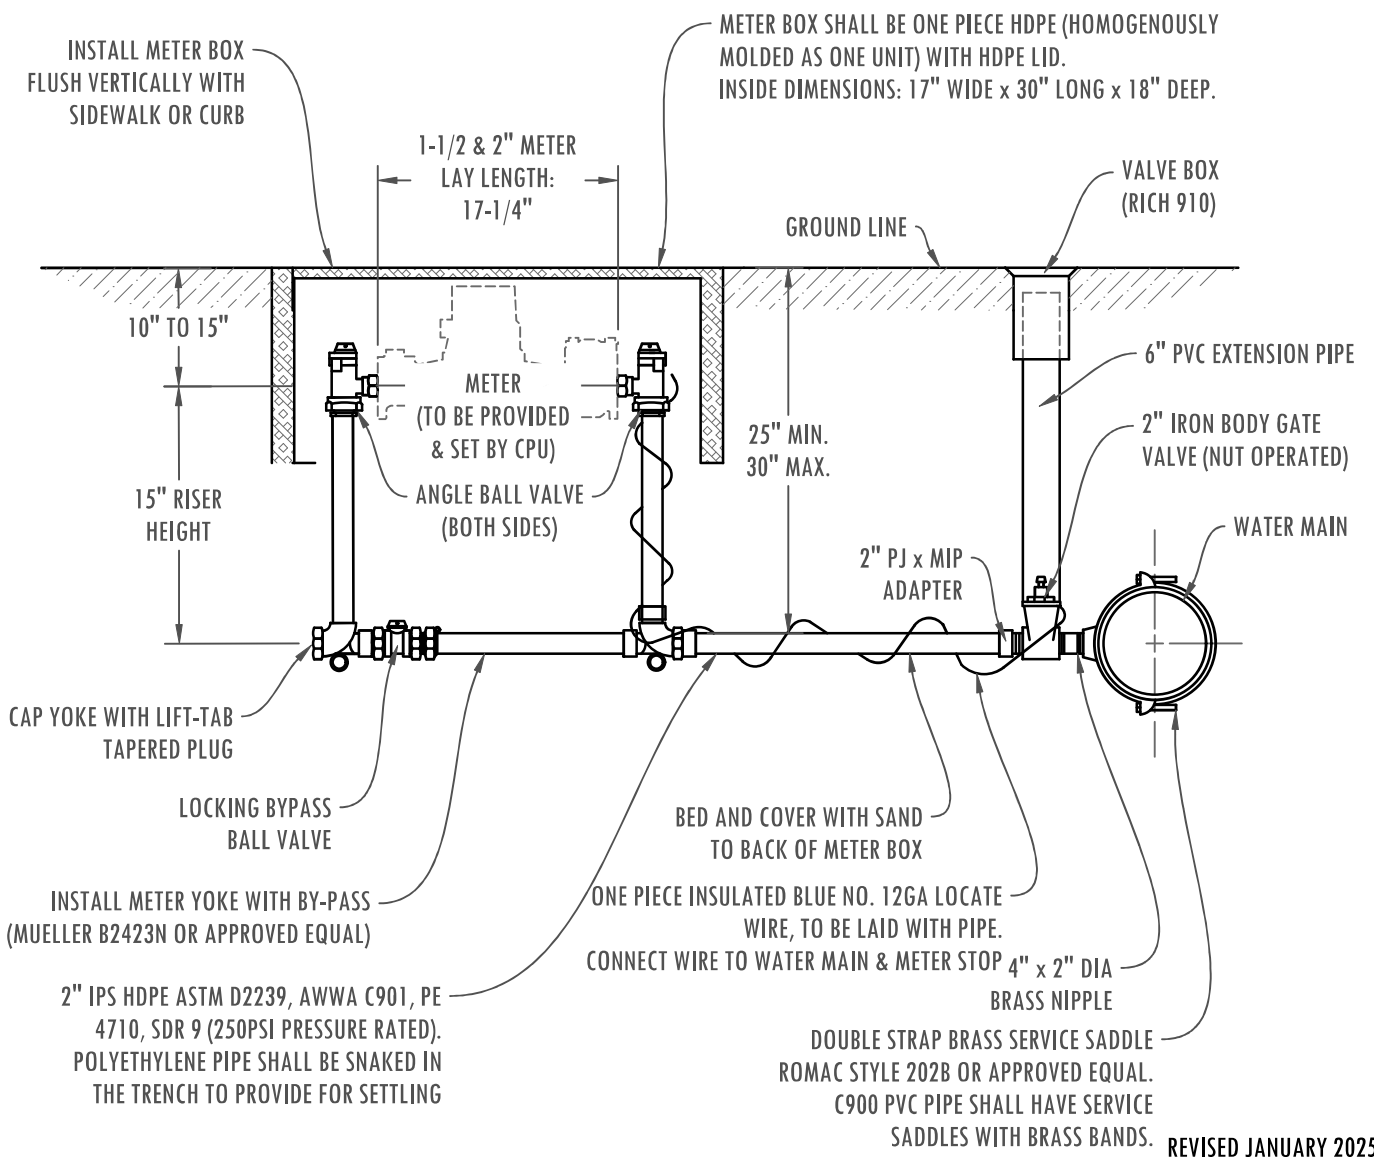 INSTALL METER BOX
FLUSH VERTICALLY WITH
SIDEWALK OR CURB
METER BOX SHALL BE ONE PIECE HDPE (HOMOGENOUSLY
MOLDED AS ONE UNIT) WITH HDPE LID.
INSIDE DIMENSIONS: 17" WIDE x 30" LONG x 18" DEEP.
1-1/2 & 2" METER
LAY LENGTH:
17-1/4"
VALVE BOX
(RICH 910)
GROUND LINE
10" TO 15"
6" PVC EXTENSION PIPE
METER
(TO BE PROVIDED
& SET BY CPU)
25" MIN.
30" MAX.
2" IRON BODY GATE
VALVE (NUT OPERATED)
15" RISER
HEIGHT
ANGLE BALL VALVE
(BOTH SIDES)
WATER MAIN
2" PJ x MIP
ADAPTER
CAP YOKE WITH LIFT-TAB
TAPERED PLUG
LOCKING BYPASS
BALL VALVE
BED AND COVER WITH SAND
TO BACK OF METER BOX
INSTALL METER YOKE WITH BY-PASS
(MUELLER B2423N OR APPROVED EQUAL)
ONE PIECE INSULATED BLUE NO. 12GA LOCATE
WIRE, TO BE LAID WITH PIPE.
CONNECT WIRE TO WATER MAIN & METER STOP
4" x 2" DIA
BRASS NIPPLE
2" IPS HDPE ASTM D2239, AWWA C901, PE
4710, SDR 9 (250PSI PRESSURE RATED).
POLYETHYLENE PIPE SHALL BE SNAKED IN
THE TRENCH TO PROVIDE FOR SETTLING
DOUBLE STRAP BRASS SERVICE SADDLE
ROMAC STYLE 202B OR APPROVED EQUAL.
C900 PVC PIPE SHALL HAVE SERVICE
SADDLES WITH BRASS BANDS.
REVISED JANUARY 2025